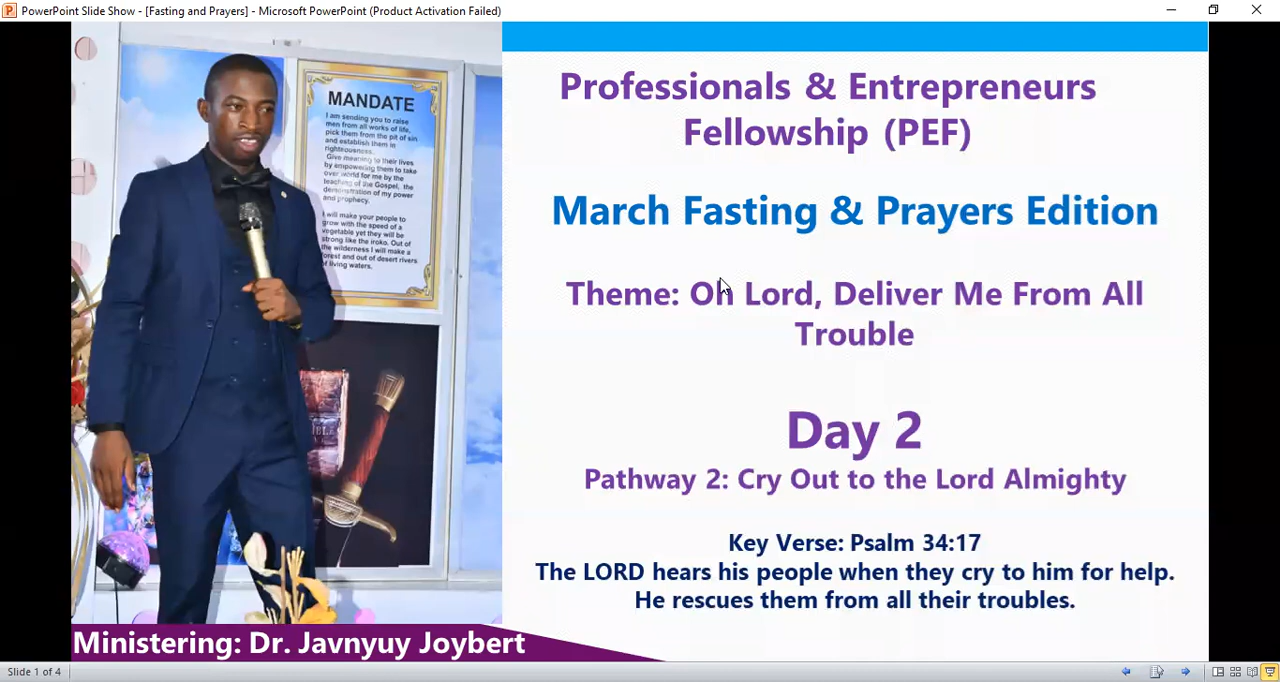 PowerPoint Slide Show - [Fasting and Prayers] - Microsoft PowerPoint (Product Activation Failed)
MANDATE
I am sending you to raise
men from all works of life,
pick them from the pit of sin
and establish them in
righteousness.
Give meaning to their lives
by empowering them to take
over world for me by the
teaching of the Gospel, the
demonstration of my power
and prophecy.
I will make your people to
grow with the speed of a
vegetable yet they will be
strong like the iroko. Out of
the wilderness I will make a
forest and out of desert rivers
of living waters.
Professionals & Entrepreneurs
Fellowship (PEF)
March Fasting & Prayers Edition
Theme: Oh Lord, Deliver Me From All
Trouble
Day 2
Pathway 2: Cry Out to the Lord Almighty
Key Verse: Psalm 34:17
The LORD hears his people when they cry to him for help.
He rescues them from all their troubles.
Ministering: Dr. Javnyuy Joybert
Slide 1 of 4